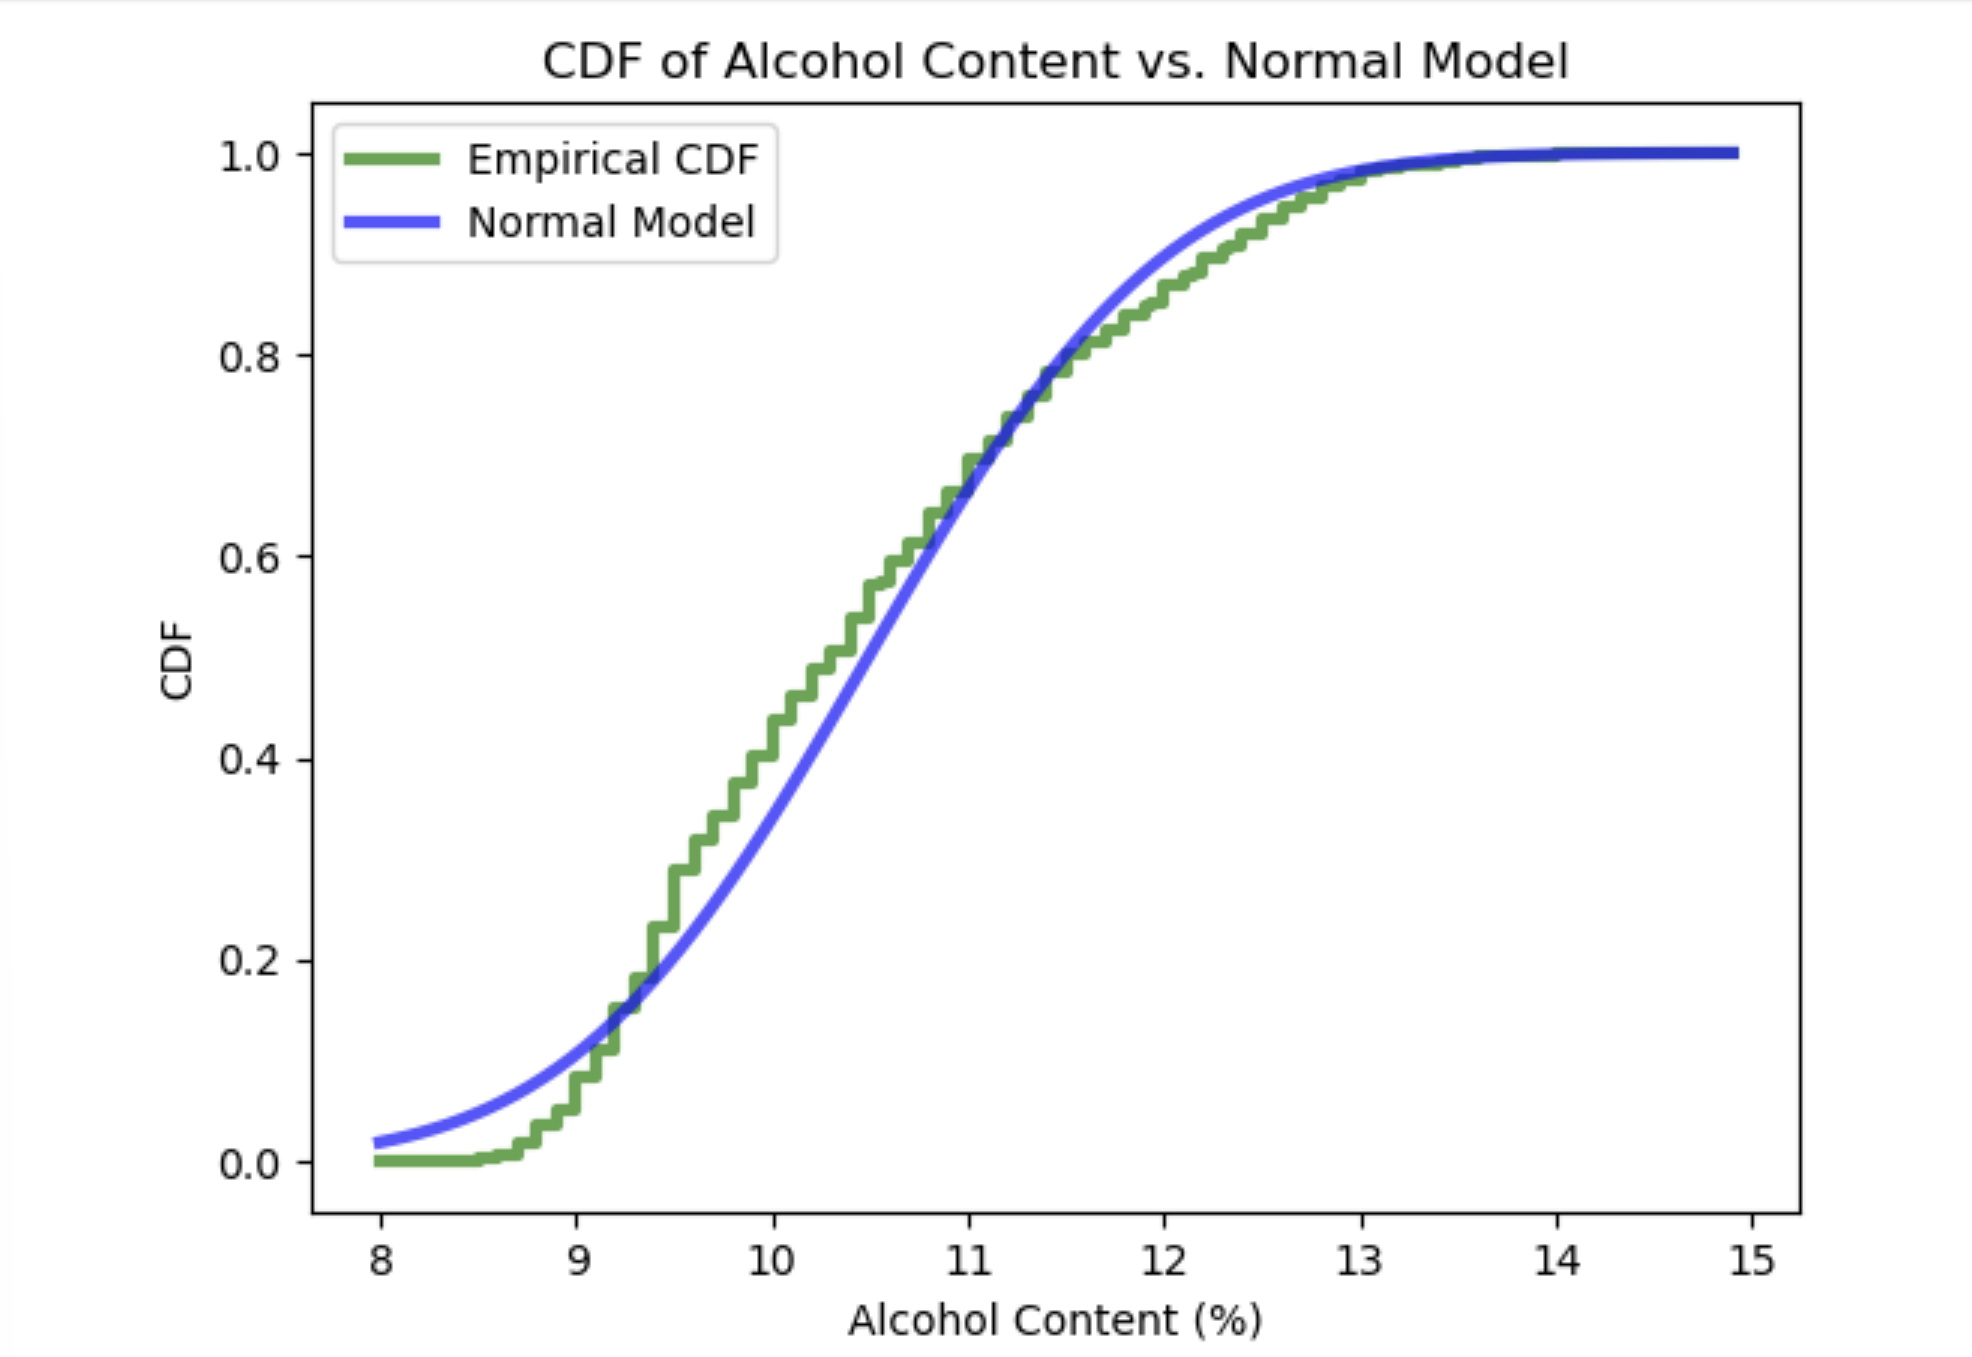 CDF of Alcohol Content vs. Normal Model
Empirical CDF
Normal Model
1.0
0.8
0.6
0.4
0.2
0.0
CDF
8 9 10 11 12 13 14 15
Alcohol Content (%)